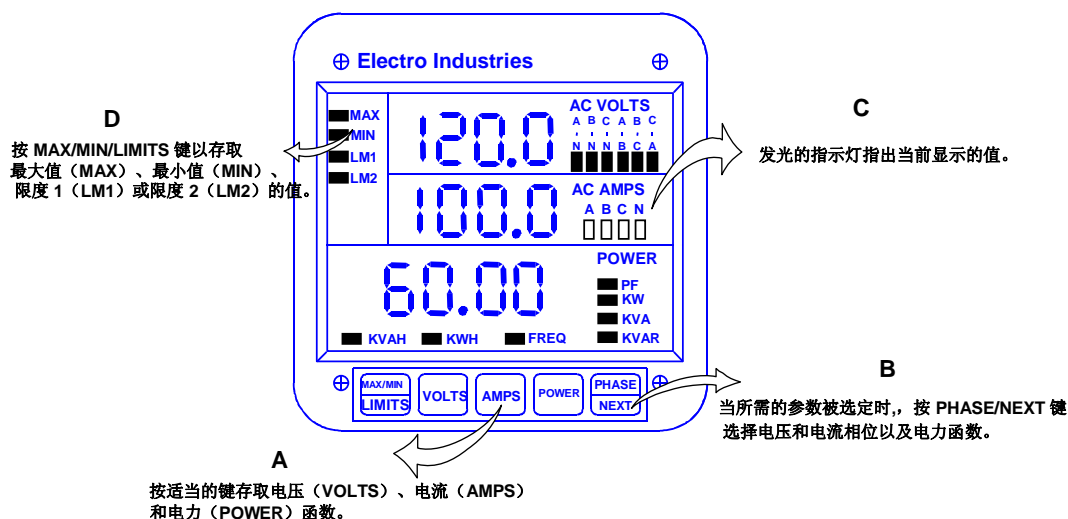 Electro Industries
MAX
MIN
LM1
LM2
120.0
AC VOLTS
A B C A B C
- - - - - -
N N N B C A
100.0
AC AMPS
A B C N
60.00
POWER
PF
KW
KVA
KVAR
KVAH
KWH
FREQ
MAX/MIN
LIMITS
VOLTS
AMPS
POWER
PHASE
NEXT
D
按 MAX/MIN/LIMITS 键以存取
最大值（MAX）、最小值（MIN）、
限度 1（LM1）或限度 2（LM2）的值。
C
发光的指示灯指出当前显示的值。
B
当所需的参数被选定时,，按 PHASE/NEXT 键
选择电压和电流相位以及电力函数。
A
按适当的键存取电压（VOLTS）、电流（AMPS）
和电力（POWER）函数。